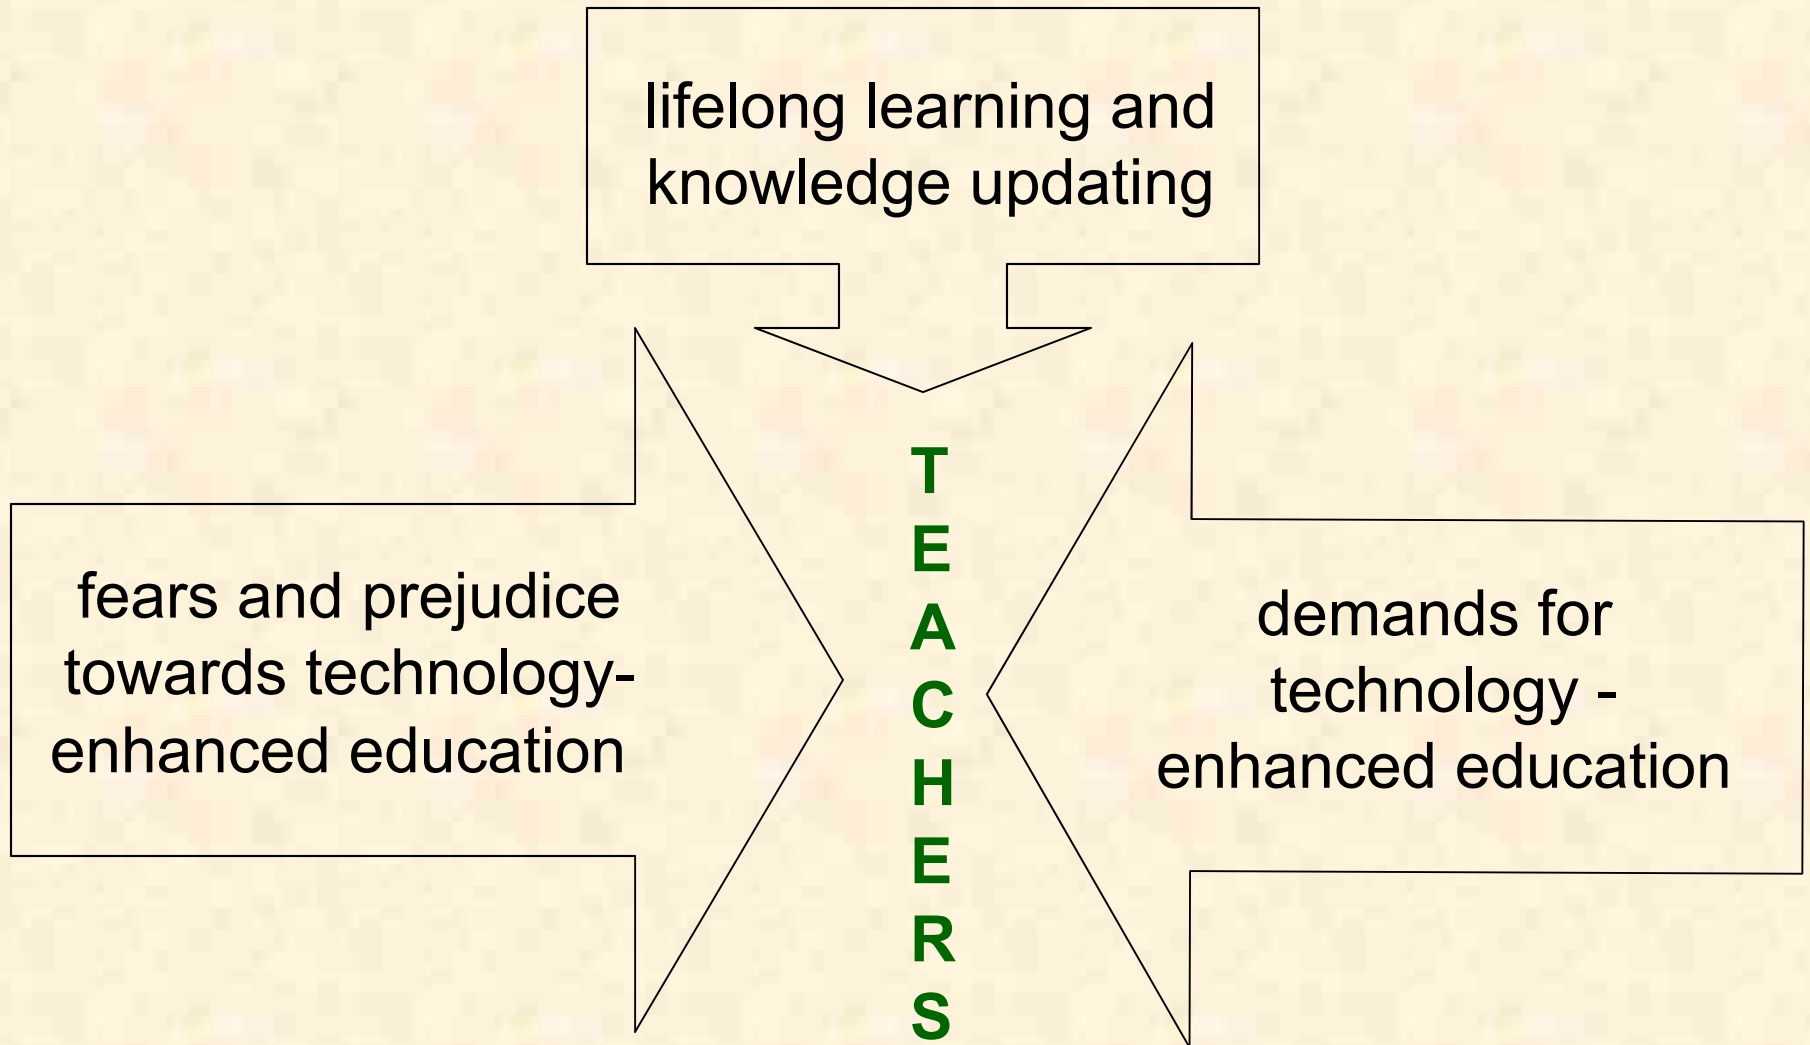 lifelong learning and
knowledge updating
fears and prejudice
towards technology-
enhanced education
T
E
A
C
H
E
R
S
demands for
technology -
enhanced education